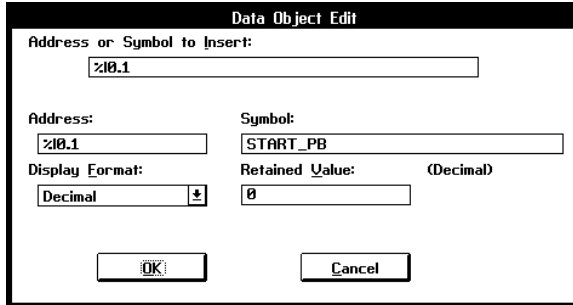 Data Object Edit
Address or Symbol to Insert:
%I0.1
Address: Symbol:
%I0.1 START_PB
Display Format: Retained Value: (Decimal)
Decimal 0
OK Cancel